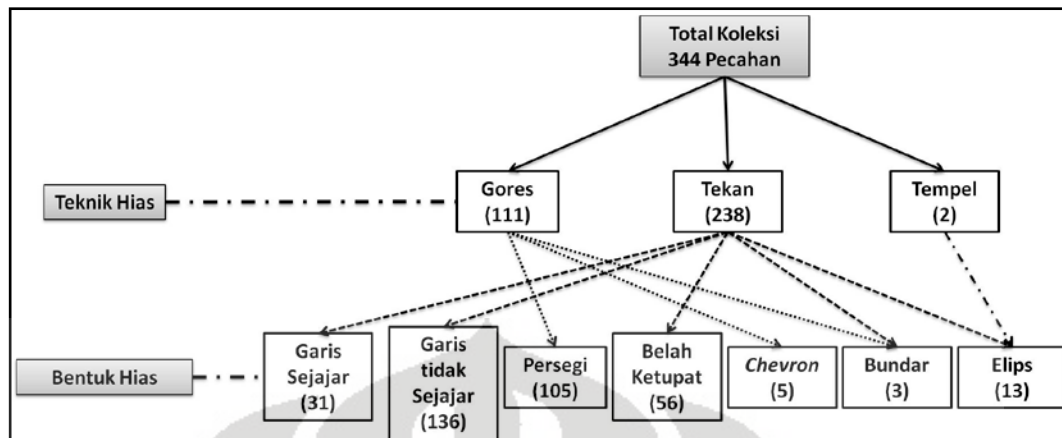 Total Koleksi
344 Pecahan
Teknik Hias
Gores
(111)
Tekan
(238)
Tempel
(2)
Bentuk Hias
Garis
Sejajar
(31)
Garis
tidak
Sejajar
(136)
Persegi
(105)
Belah
Ketupat
(56)
Chevron
(5)
Bundar
(3)
Elips
(13)